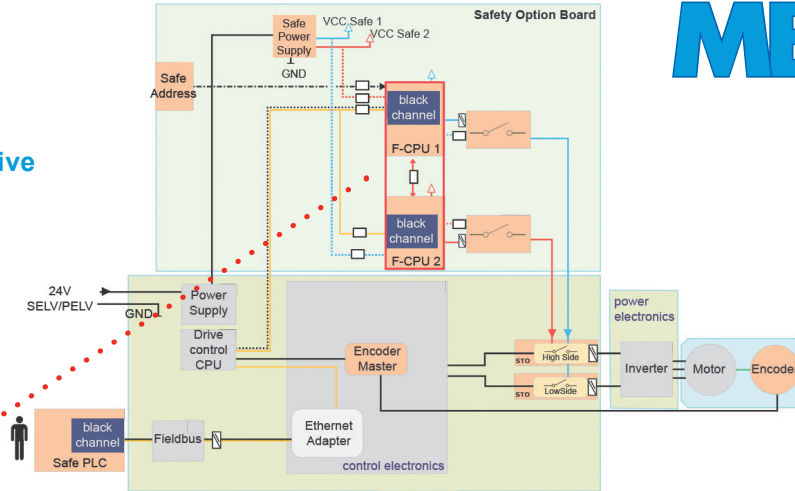 Safety Option Board
ME
ive
Safe
Power
Supply
VCC Safe 1
VCC Safe 2
GND
Safe
Address
black
channel
F-CPU 1
black
channel
F-CPU 2
24V
SELV/PELV
GND
Power
Supply
Drive
control
CPU
Encoder
Master
STO
High Side
STO
LowSide
power
electronics
Inverter
Motor
Encoder
black
channel
Safe PLC
Fieldbus
Ethernet
Adapter
control electronics